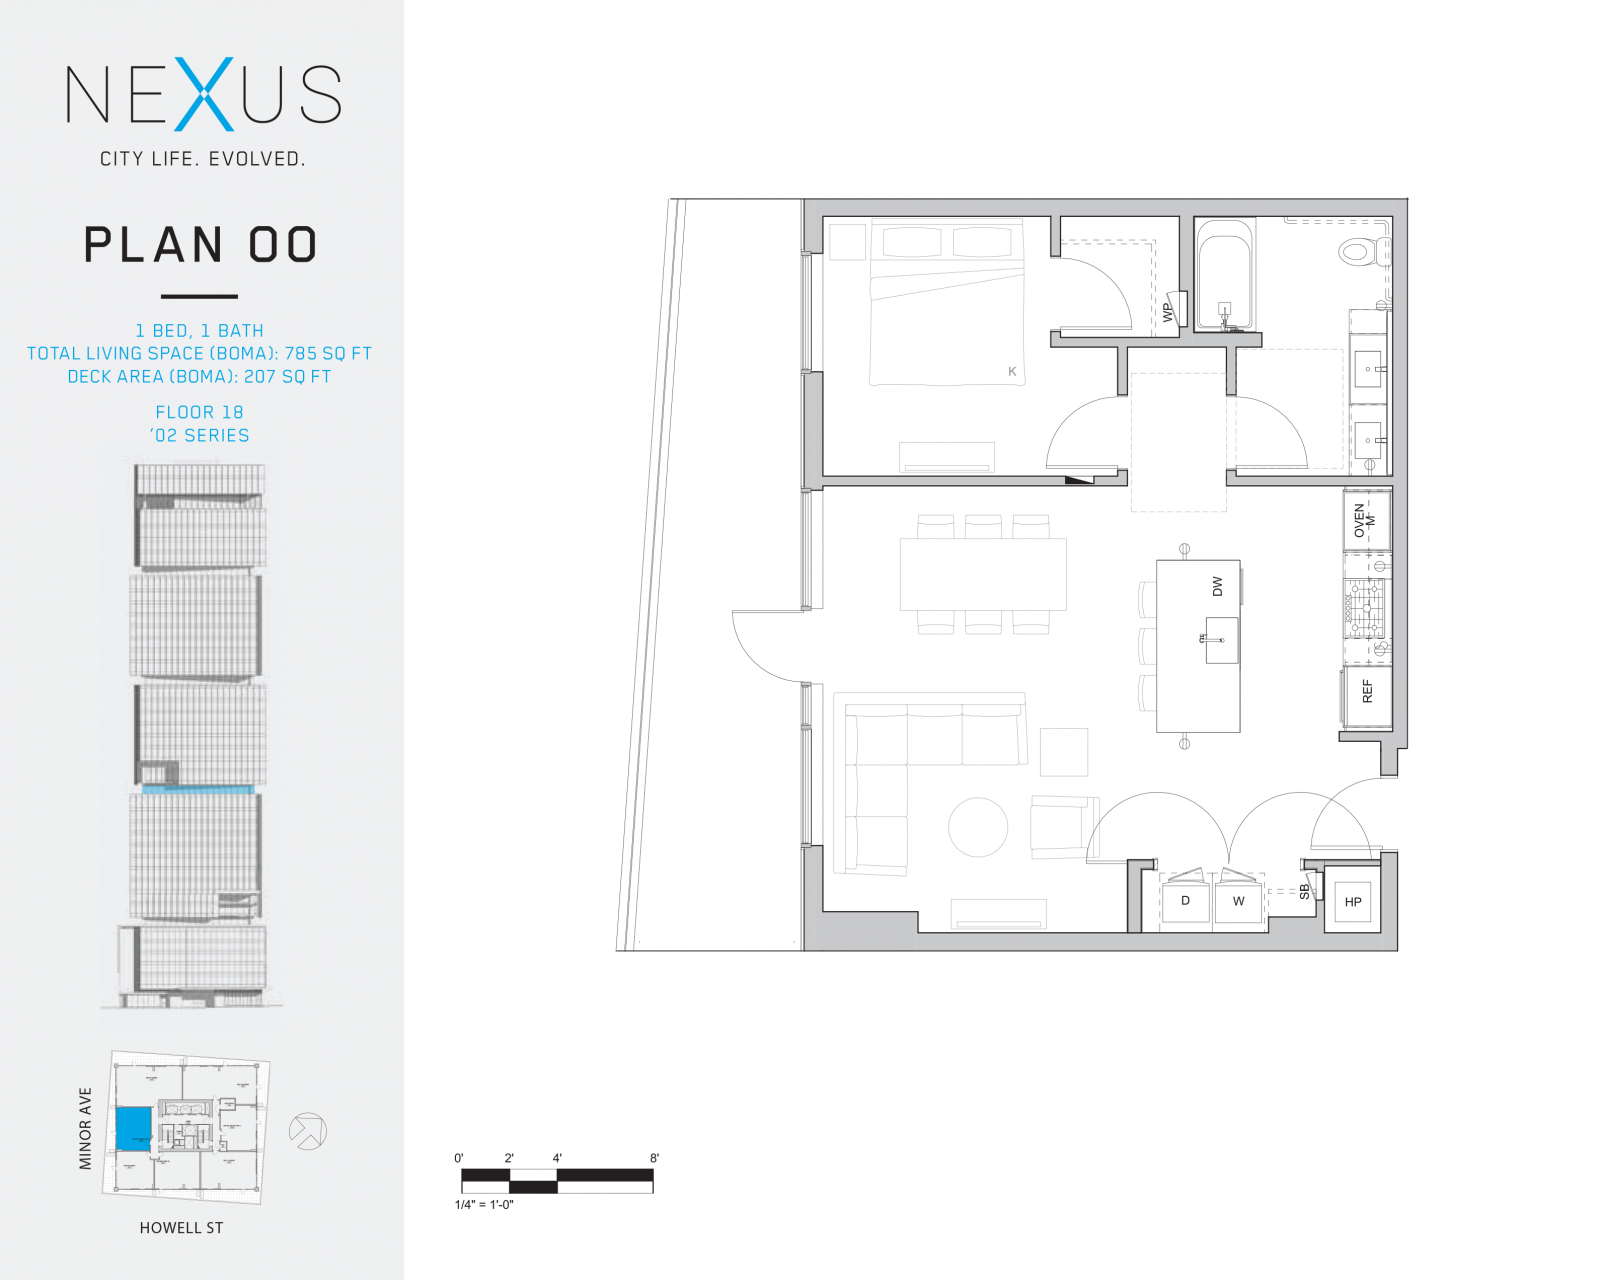 NEXUS
CITY LIFE. EVOLVED.
PLAN OO
1 BED, 1 BATH
TOTAL LIVING SPACE (BOMA): 785 SQ FT
DECK AREA (BOMA): 207 SQ FT
FLOOR 18
'02 SERIES
MINOR AVE
HOWELL ST
WP
K
OVEN
M
DW
REF
D
W
SB
HP
0' 2' 4' 8'
1/4" = 1'-0"